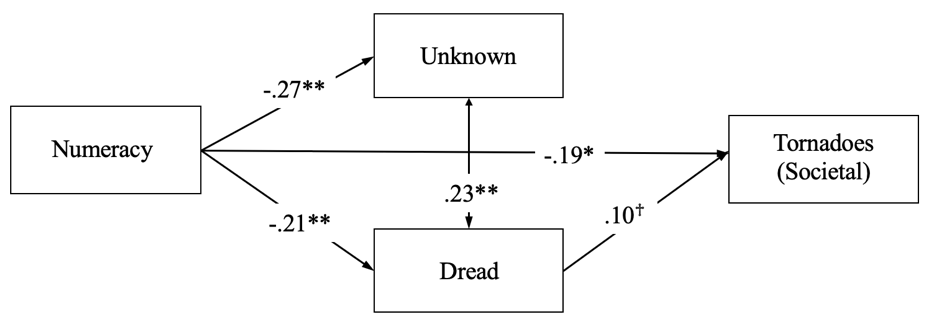 Unknown
-.27**
Numeracy
Tornadoes
(Societal)
-.19*
.23**
-.21**
.10†
Dread